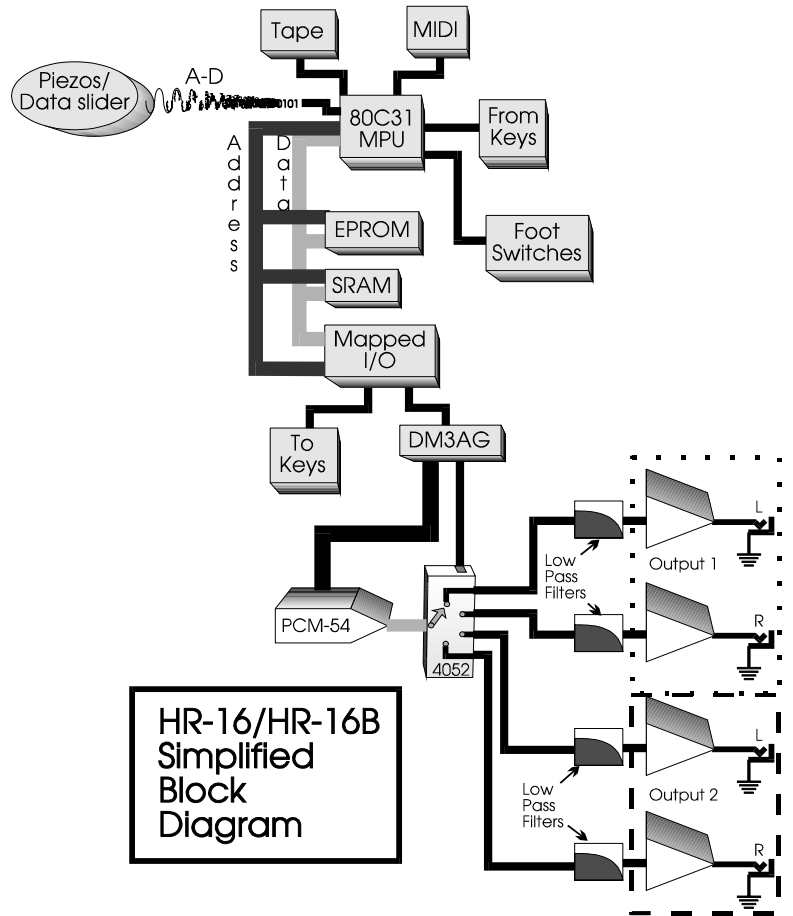 Tape
MIDI
Piezos/
Data slider
A-D
0101
80C31
MPU
From
Keys
Address
Data
Foot
Switches
EPROM
SRAM
Mapped
I/O
To
Keys
DM3AG
PCM-54
4052
Low
Pass
Filters
L
Output 1
R
L
Low
Pass
Filters
Output 2
R
HR-16/HR-16B
Simplified
Block
Diagram